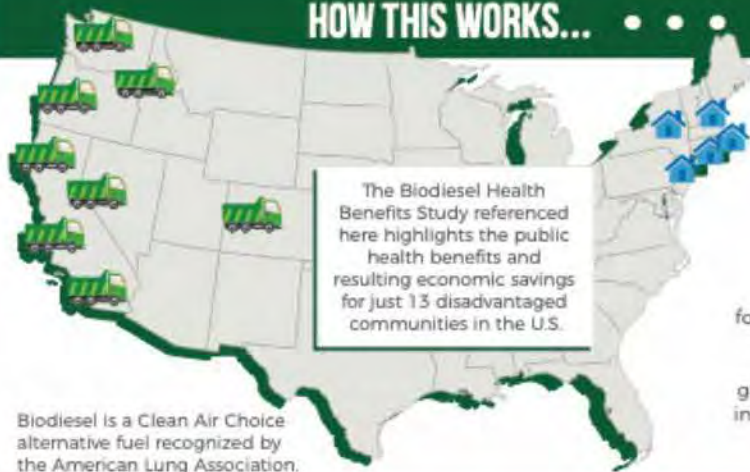 HOW THIS WORKS...
The Biodiesel Health
Benefits Study referenced
here highlights the public
health benefits and
resulting economic savings
for just 13 disadvantaged
communities in the U.S.
Biodiesel is a Clean Air Choice
alternative fuel recognized by
the American Lung Association.